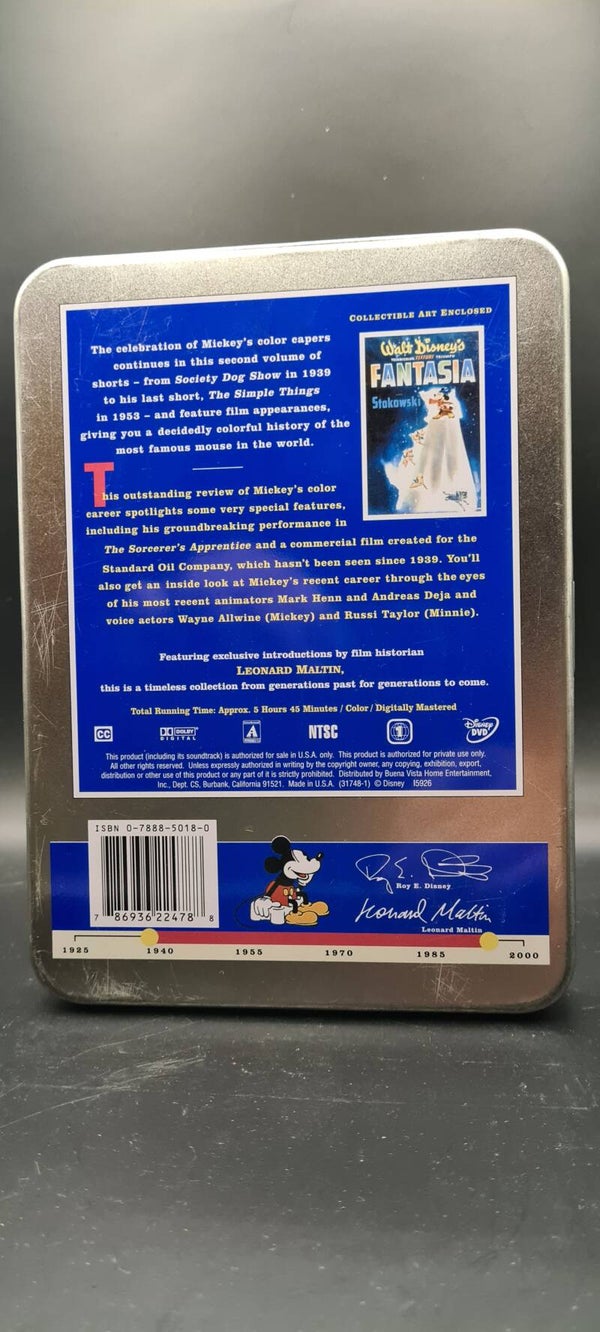 COLLECTIBLE ART ENCLOSED
The celebration of Mickey's color capers
continues in this second volume of
shorts – from Society Dog Show in 1939
to his last short, The Simple Things
in 1953 – and feature film appearances,
giving you a decidedly colorful history of the
most famous mouse in the world.
Walt Disney's
FANTASIA
Stokowski
This outstanding review of Mickey's color
career spotlights some very special features,
including his groundbreaking performance in
The Sorcerer's Apprentice and a commercial film created for the
Standard Oil Company, which hasn't been seen since 1939. You'll
also get an inside look at Mickey's recent career through the eyes
of his most recent animators Mark Henn and Andreas Deja and
voice actors Wayne Allwine (Mickey) and Russi Taylor (Minnie).
Featuring exclusive introductions by film historian
LEONARD MALTIN,
this is a timeless collection from generations past for generations to come.
Total Running Time: Approx. 5 Hours 45 Minutes / Color / Digitally Mastered
CC DOLBY DIGITAL A NTSC 1 Disney DVD
This product (including its soundtrack) is authorized for sale in U.S.A. only. This product is authorized for private use only.
All other rights reserved. Unless expressly authorized in writing by the copyright owner, any copying, exhibition, export,
distribution or other use of this product or any part of it is strictly prohibited. Distributed by Buena Vista Home Entertainment,
Inc., Dept. CS, Burbank, California 91521. Made in U.S.A. (31748-1) © Disney I5926
ISBN 0-7888-5018-0
7 86936 22478 8
Roy E. Disney
Roy E. Disney
Leonard Maltin
Leonard Maltin
1925 1940 1955 1970 1985 2000